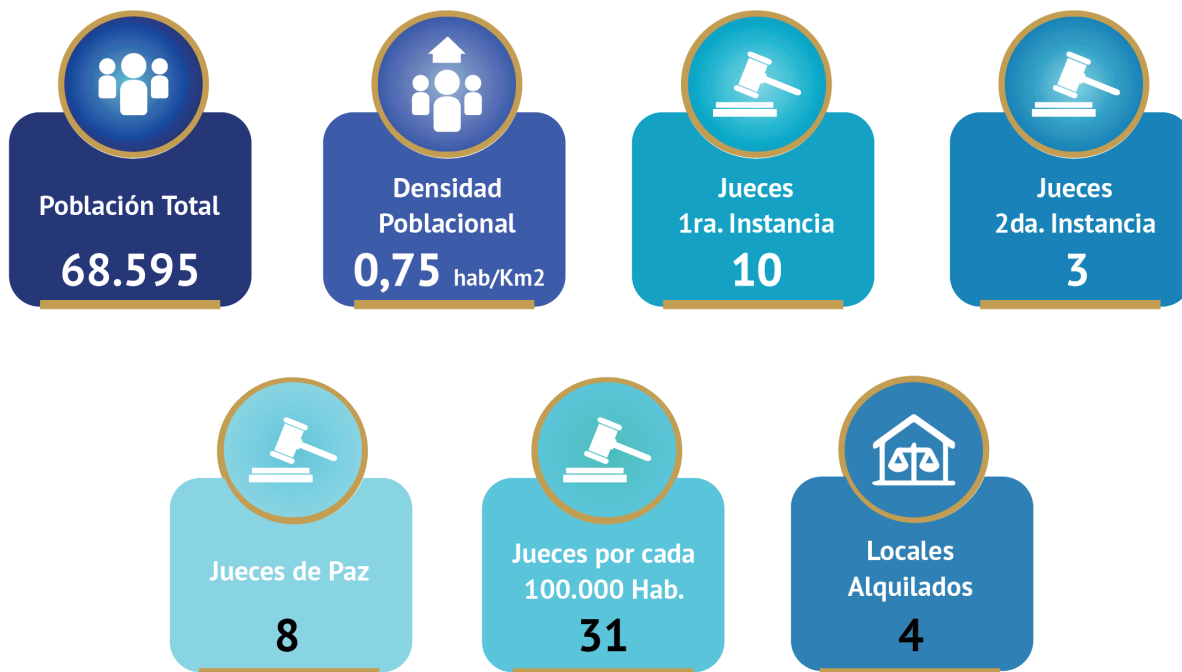 Población Total
68.595
Densidad
Poblacional
0,75 hab/Km2
Jueces
1ra. Instancia
10
Jueces
2da. Instancia
3
Jueces de Paz
8
Jueces por cada
100.000 Hab.
31
Locales
Alquilados
4